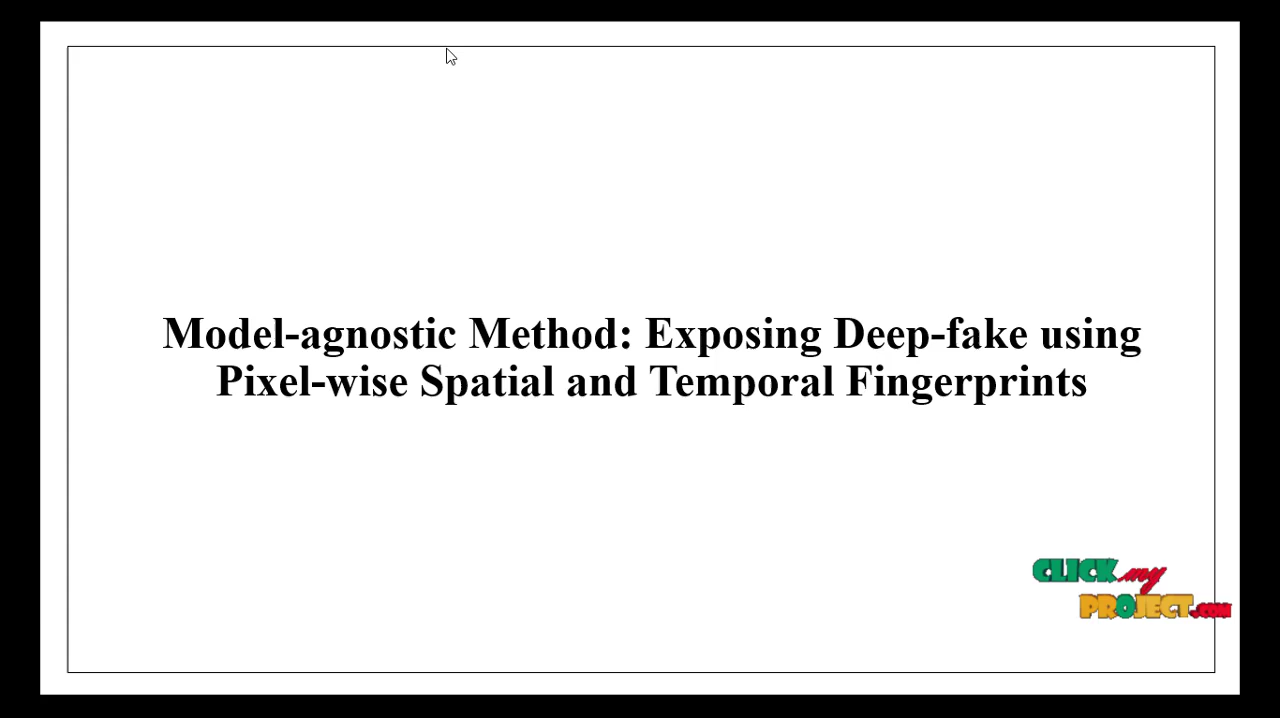 Model-agnostic Method: Exposing Deep-fake using
Pixel-wise Spatial and Temporal Fingerprints
CLICK my
PROJECT.COM